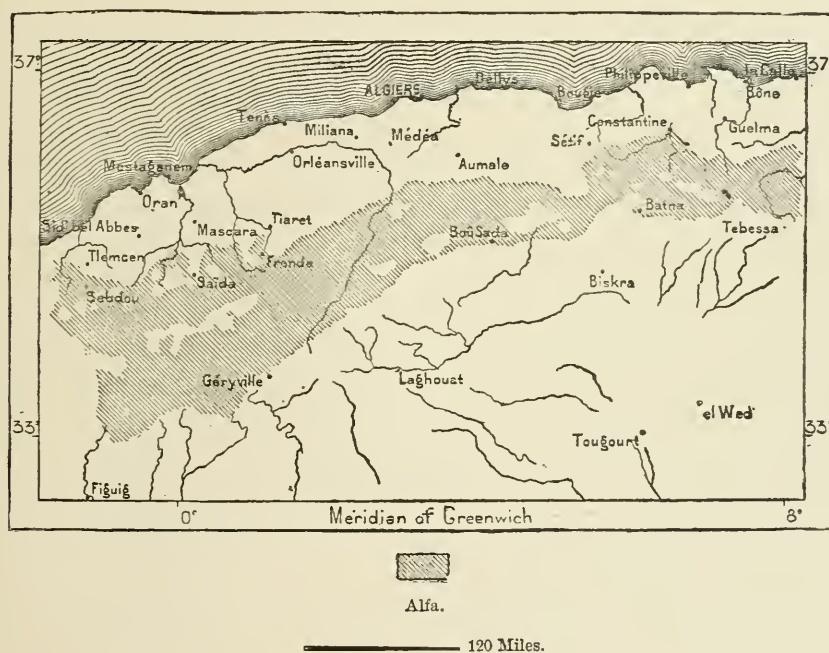 37°
37°
la Calle
Philippeville
Dellys
Bougie
Bône
ALGIERS
Tenès
Constantine
Guelma
Miliana
Médéa
Sétif
Orléansville
Aumale
Mostaganem
Oran
Batna
Sidi bel Abbes
Mascara
Tiaret
Tebessa
BoûSada
Tlemcen
Frenda
Saïda
Biskra
Sebdou
Géryville
Laghouat
el Wed
33°
33°
Tougourt
Figuig
0°
Meridian of Greenwich
8°
Alfa.
120 Miles.